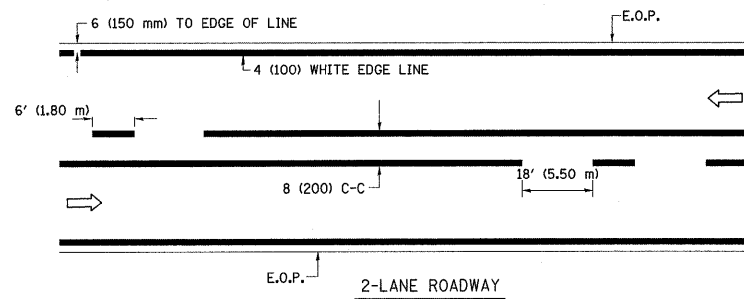 6 (150 mm) TO EDGE OF LINE
E.O.P.
4 (100) WHITE EDGE LINE
6' (1.80 m)
18' (5.50 m)
8 (200) C-C
E.O.P.
2-LANE ROADWAY